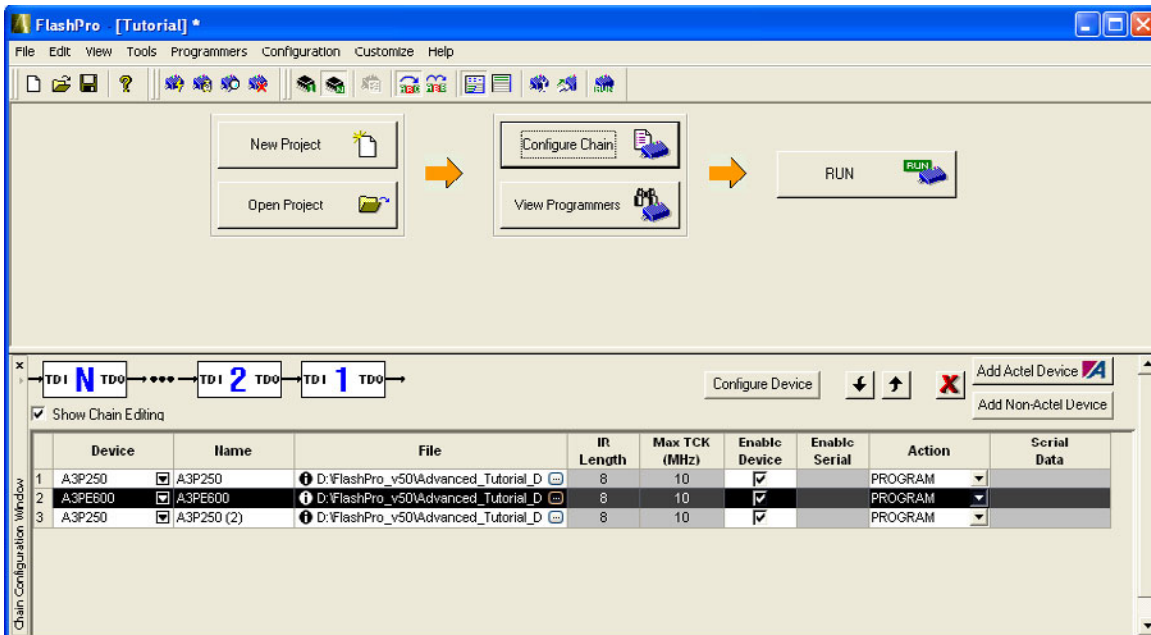 FlashPro - [Tutorial] *
File Edit View Tools Programmers Configuration Customize Help
New Project
Configure Chain
RUN
RUN
Open Project
View Programmers
TDI N TDO ••• TDI 2 TDO TDI 1 TDO
Configure Device
Add Actel Device
Show Chain Editing
Add Non-Actel Device
Device Name File IR Length Max TCK (MHz) Enable Device Enable Serial Action Serial Data
1 A3P250 A3P250 D:\FlashPro_v50\Advanced_Tutorial_D 8 10 PROGRAM
2 A3PE600 A3PE600 D:\FlashPro_v50\Advanced_Tutorial_D 8 10 PROGRAM
3 A3P250 A3P250 (2) D:\FlashPro_v50\Advanced_Tutorial_D 8 10 PROGRAM
Chain Configuration Window